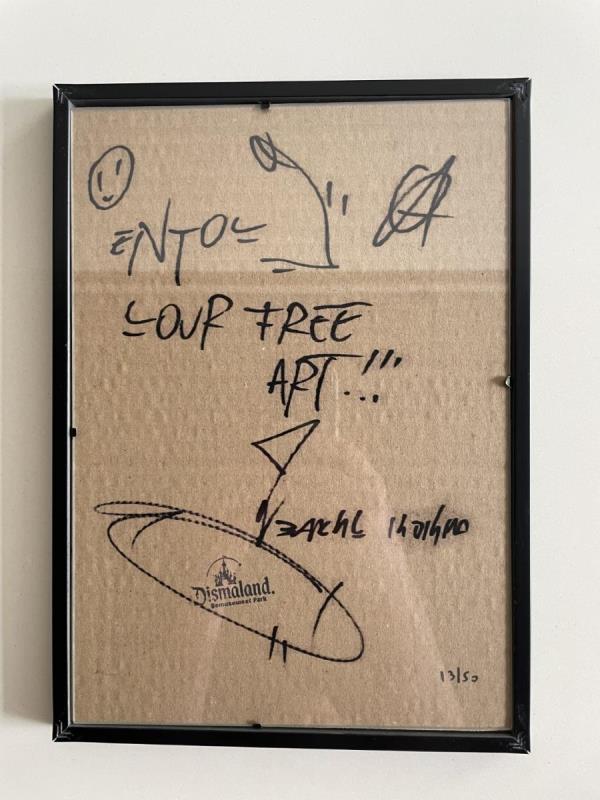 ENJOY
YOUR FREE
ART...!!!
Dismaland.
Bemusement Park
13/50